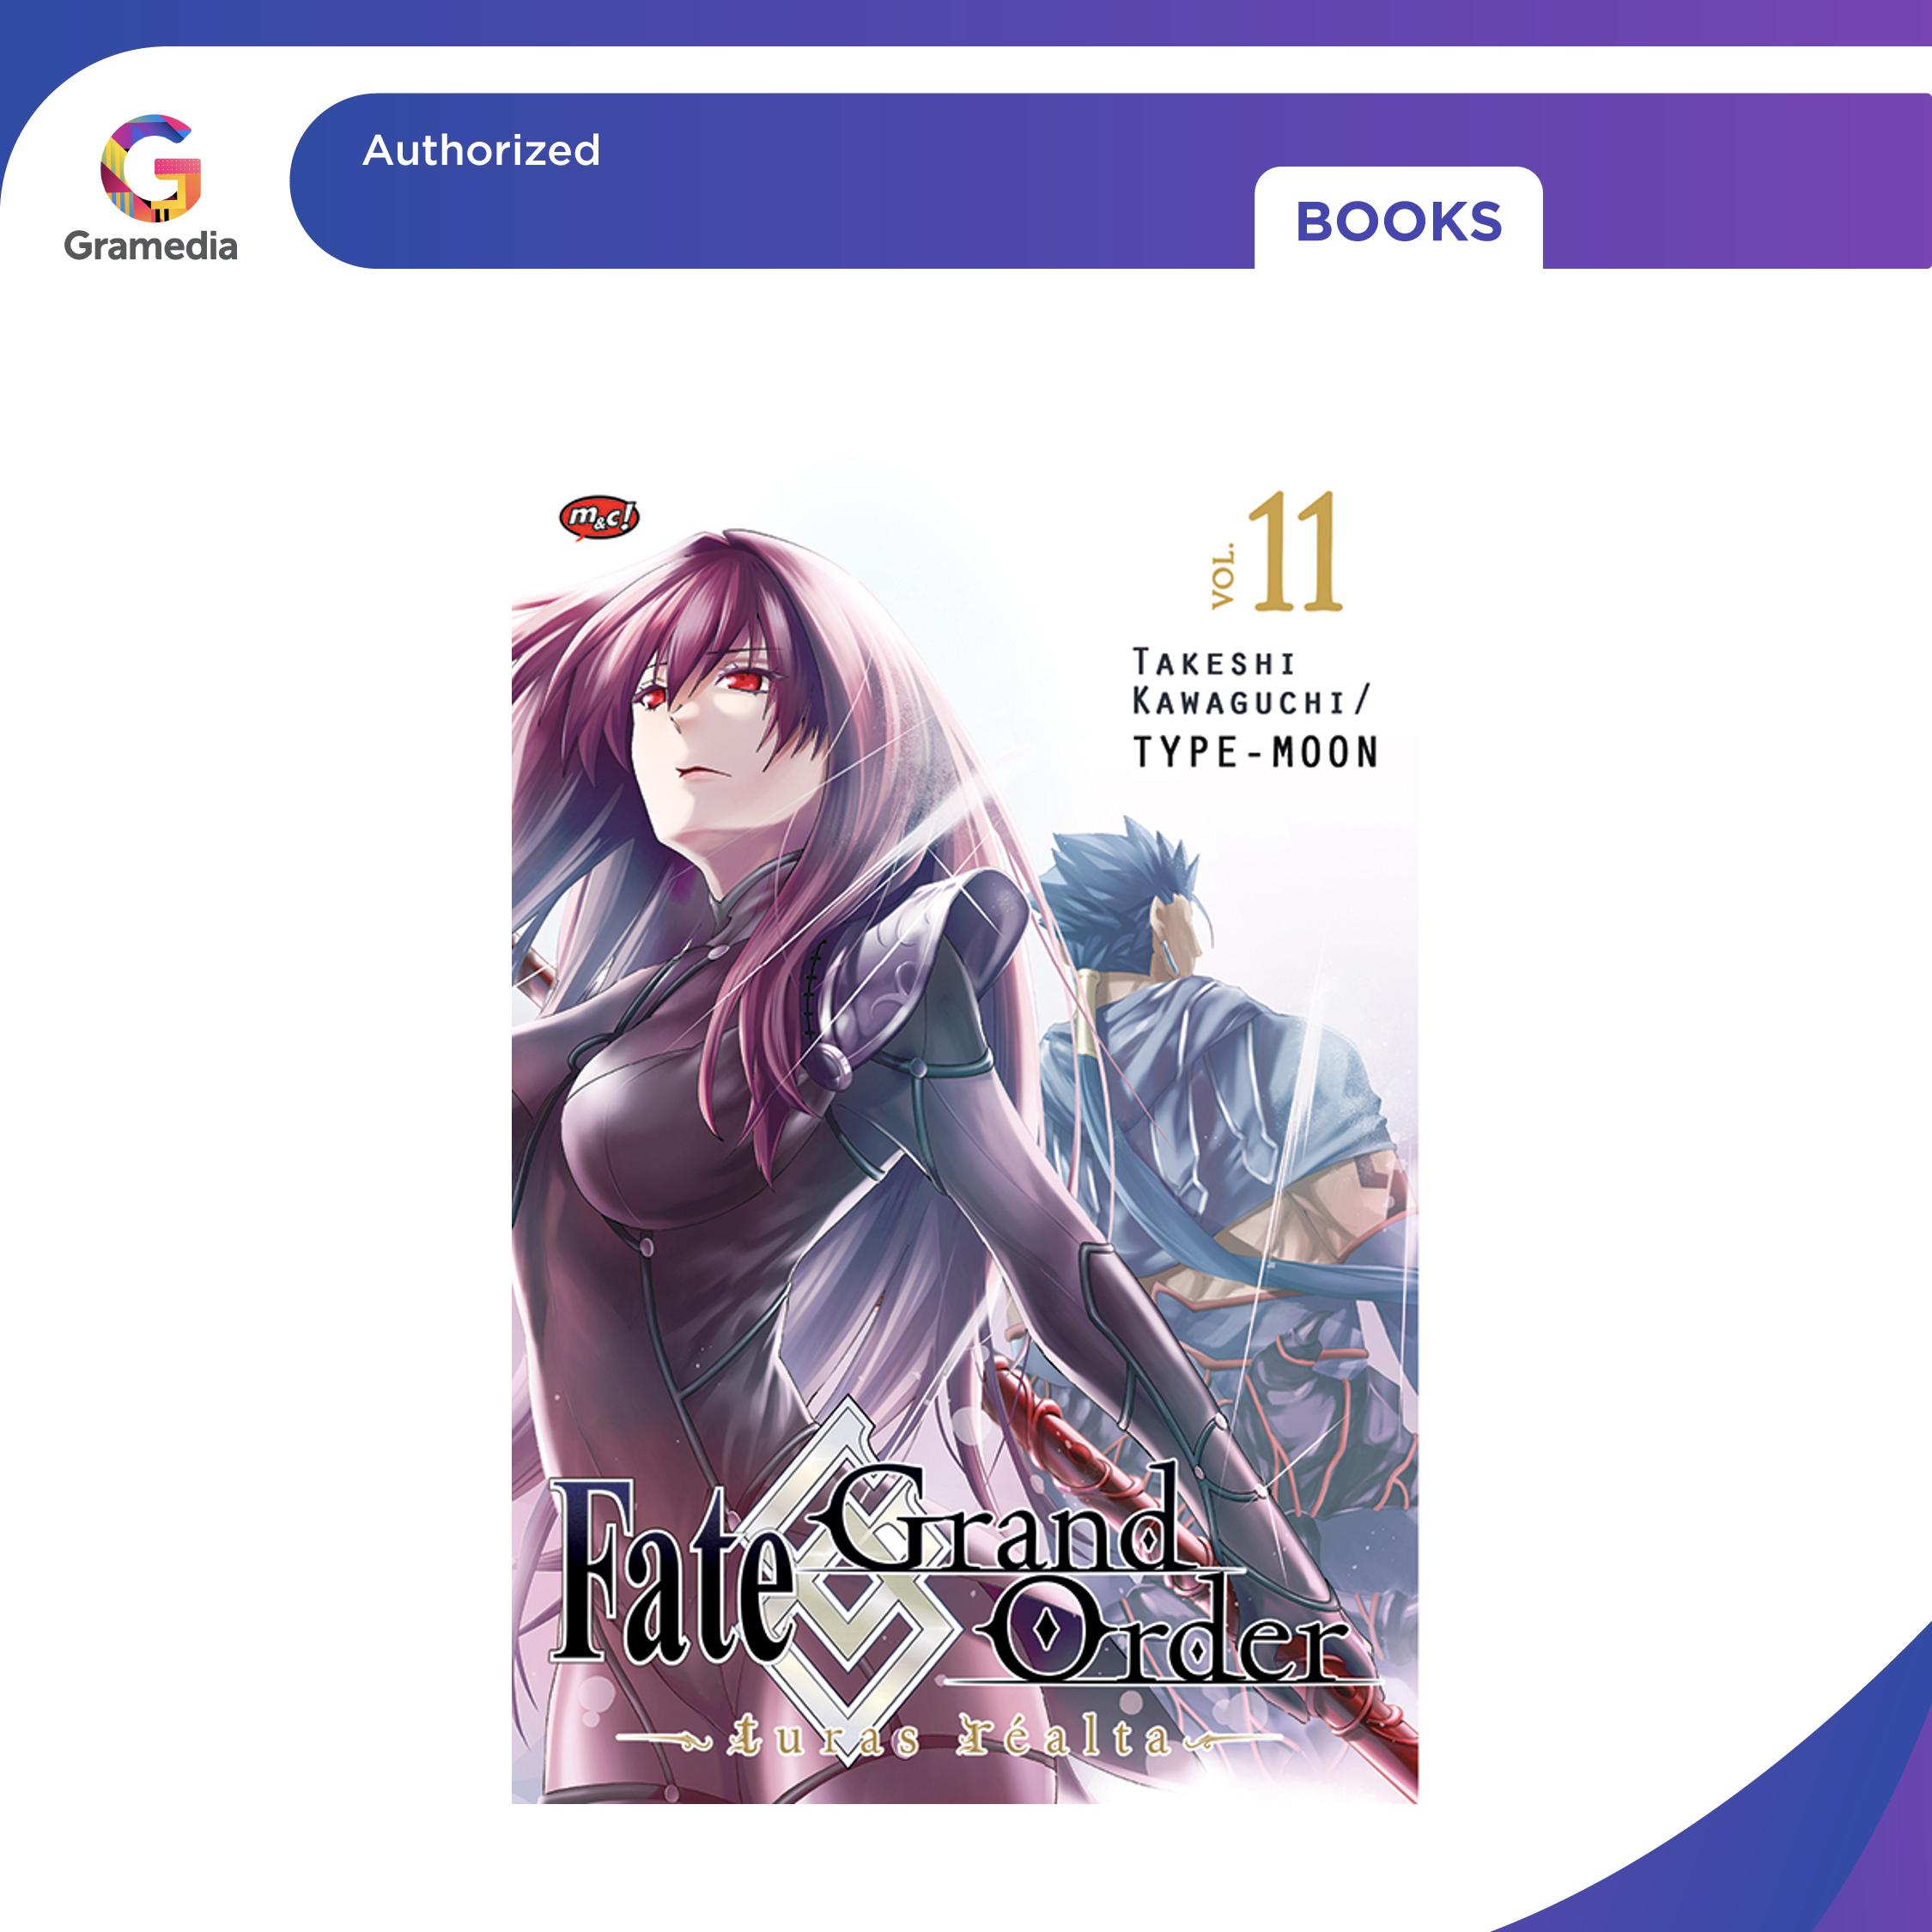 Gramedia
Authorized
BOOKS
m&c!
VOL. 11
TAKESHI
KAWAGUCHI/
TYPE-MOON
Fate
Grand
Order
turas réalta